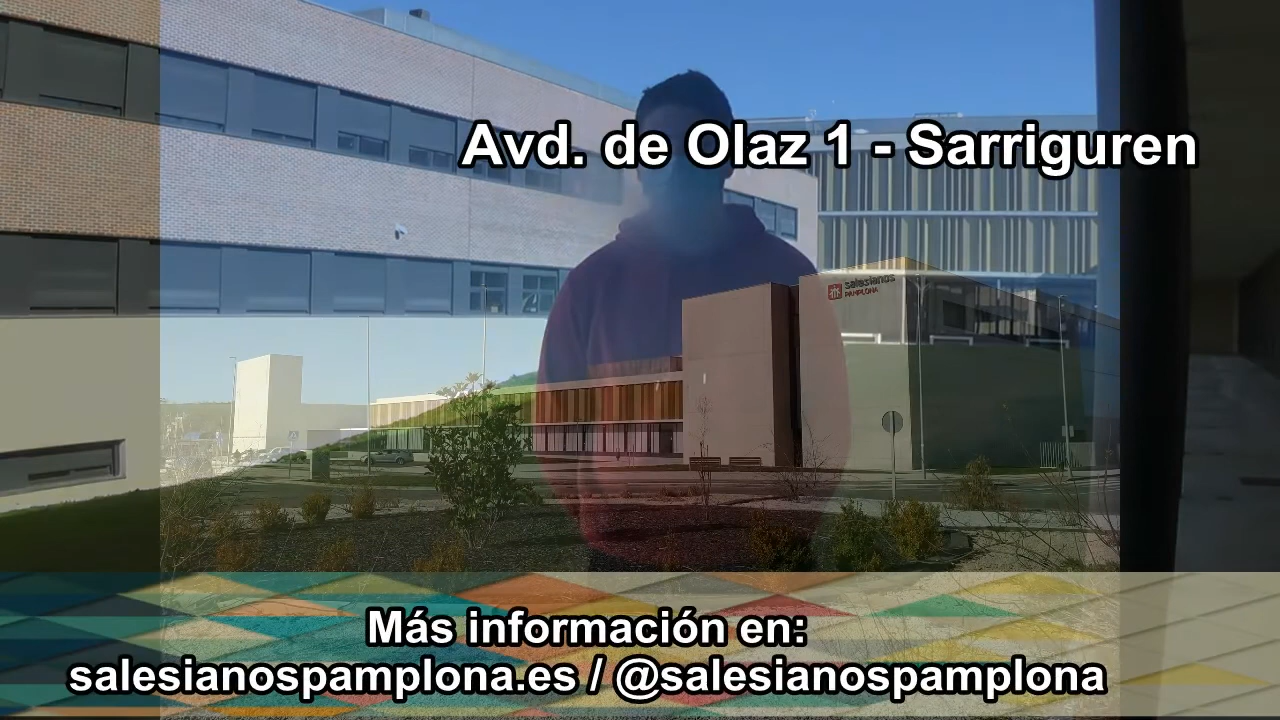 Avd. de Olaz 1 - Sarriguren
salesianos
PAMPLONA
Más información en:
salesianospamplona.es / @salesianospamplona